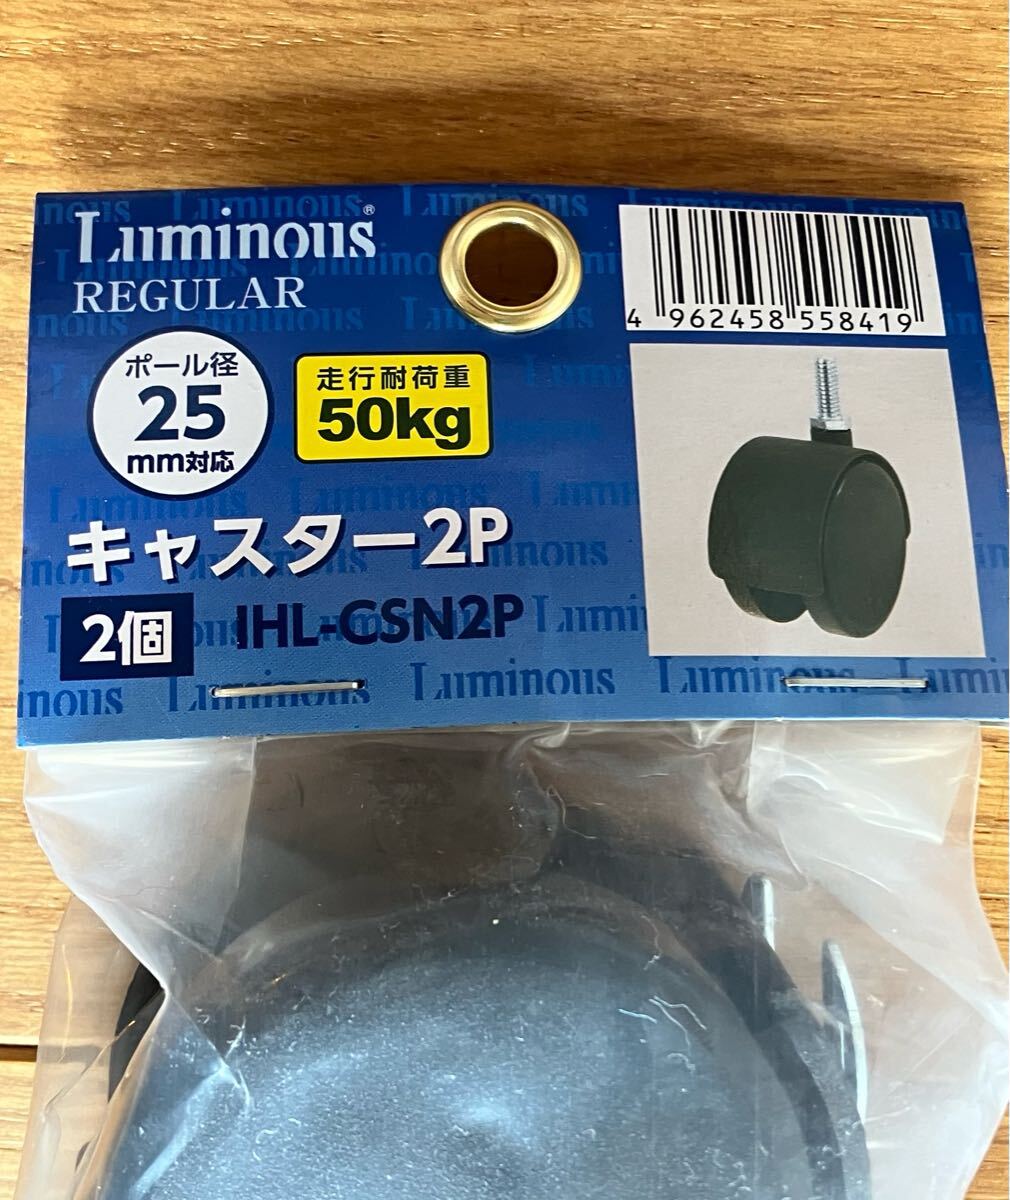 Luminous®
REGULAR
ポール径
25
mm対応
走行耐荷重
50kg
キャスター2P
2個
IHL-CSN2P
4 962458 558419